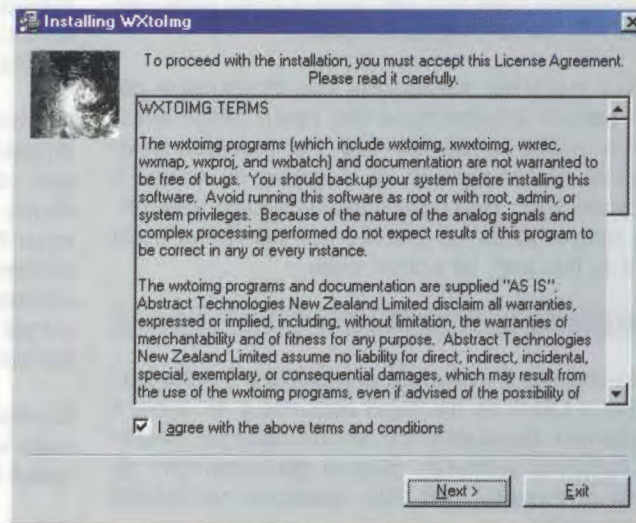 Installing WXtoImg
To proceed with the installation, you must accept this License Agreement.
Please read it carefully.
WXTOIMG TERMS
The wxtoimg programs (which include wxtoimg, xwxtoimg, wxrec,
wxmap, wxproj, and wxbatch) and documentation are not warranted to
be free of bugs.  You should backup your system before installing this
software.  Avoid running this software as root or with root, admin, or
system privileges.  Because of the nature of the analog signals and
complex processing performed do not expect results of this program to
be correct in any or every instance.
The wxtoimg programs and documentation are supplied "AS IS".
Abstract Technologies New Zealand Limited disclaim all warranties,
expressed or implied, including, without limitation, the warranties of
merchantability and of fitness for any purpose.  Abstract Technologies
New Zealand Limited assume no liability for direct, indirect, incidental,
special, exemplary, or consequential damages, which may result from
the use of the wxtoimg programs, even if advised of the possibility of
I agree with the above terms and conditions
Next >
Exit